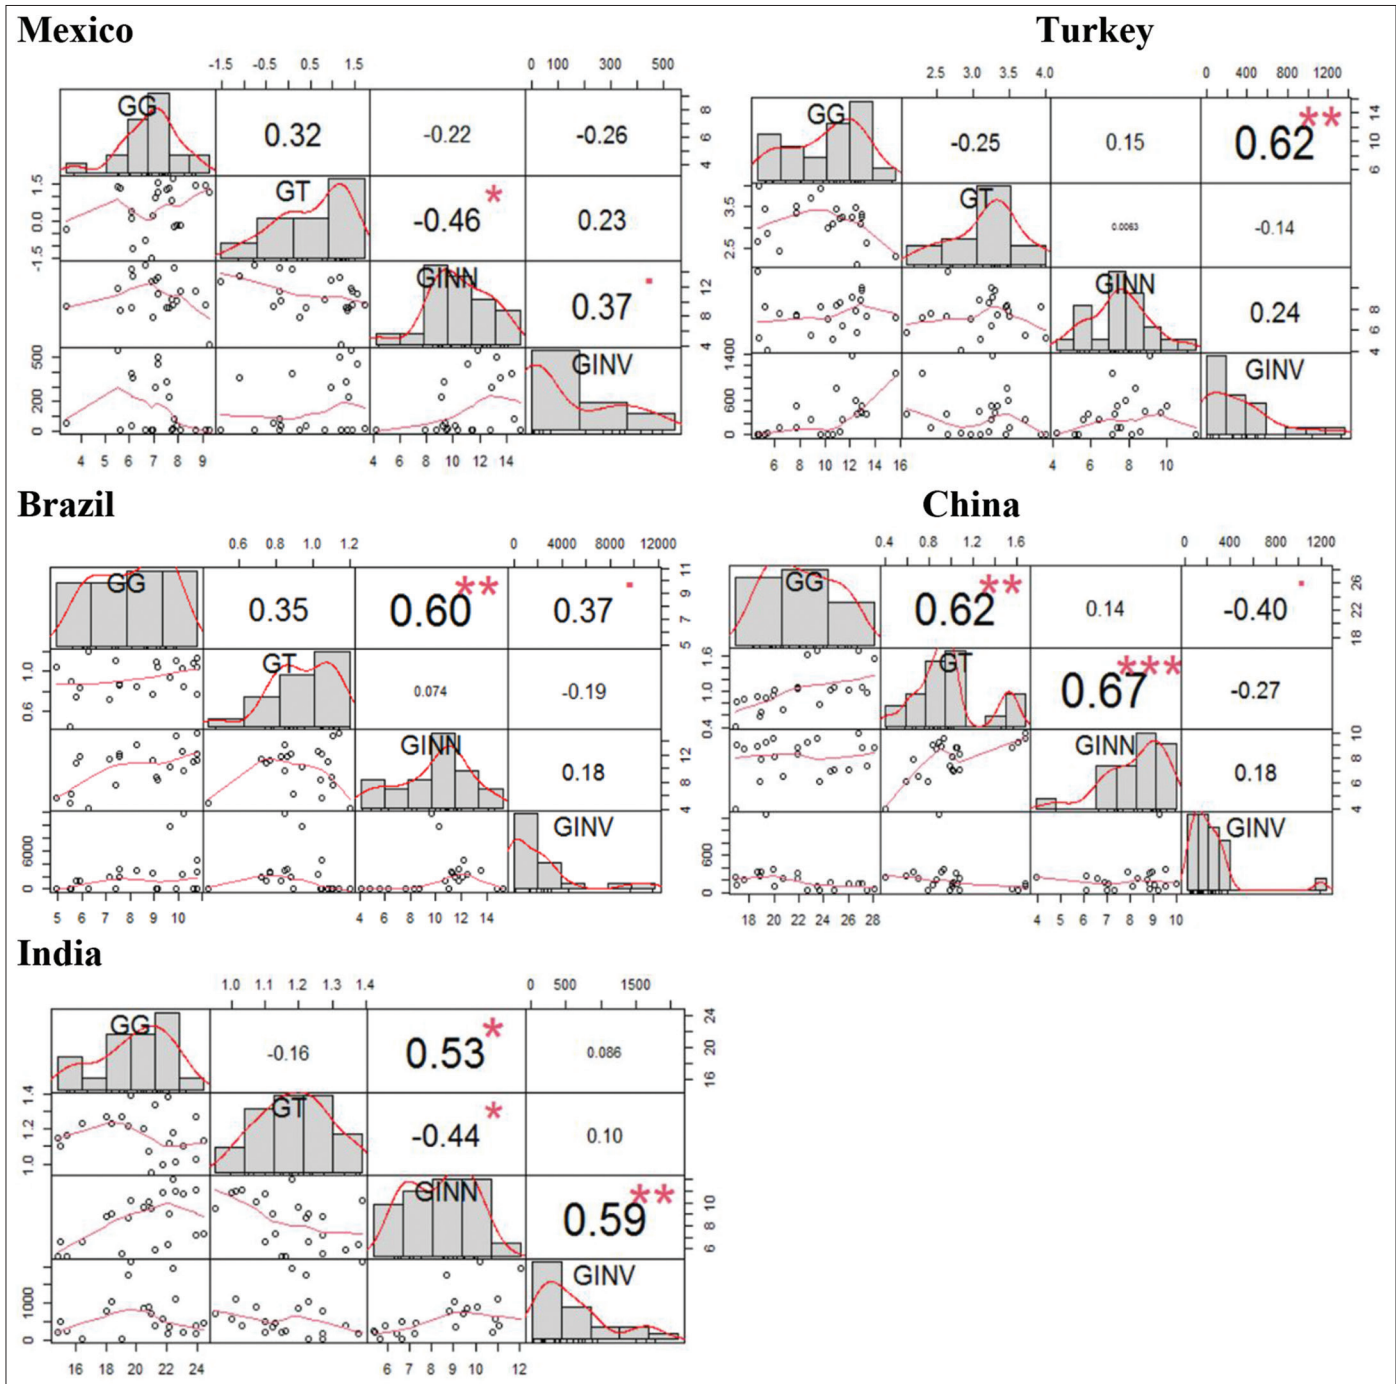 Mexico
-1.5 -0.5 0.5 1.5 0 100 300 500
GG 0.32 -0.22 -0.26 4 6 8
-1.5 0.0 1.5 GT -0.46 * 0.23
GINN 0.37 . 4 8 12
0 200 500 GINV
4 5 6 7 8 9 4 6 8 10 12 14
Turkey
2.5 3.0 3.5 4.0 0 400 800 1200
GG -0.25 0.15 0.62 ** 6 10 14
2.5 3.5 GT 0.0063 -0.14
GINN 0.24 4 6 8
0 600 1400 GINV
6 8 10 12 14 16 4 6 8 10
Brazil
0.6 0.8 1.0 1.2 0 4000 8000 12000
GG 0.35 0.60 ** 0.37 . 5 7 9 11
0.6 1.0 GT 0.074 -0.19
GINN 0.18 4 8 12
0 6000 GINV
5 6 7 8 9 10 4 6 8 10 12 14
China
0.4 0.8 1.2 1.6 0 400 800 1200
GG 0.62 ** 0.14 -0.40 . 18 22 26
0.4 1.0 1.6 GT 0.67 *** -0.27
GINN 0.18 4 6 8 10
0 600 GINV
18 20 22 24 26 28 4 5 6 7 8 9 10
India
1.0 1.1 1.2 1.3 1.4 0 500 1500
GG -0.16 0.53 * 0.086 16 20 24
1.0 1.2 1.4 GT -0.44 * 0.10
GINN 0.59 ** 6 8 10
0 1000 GINV
16 18 20 22 24 6 7 8 9 10 12